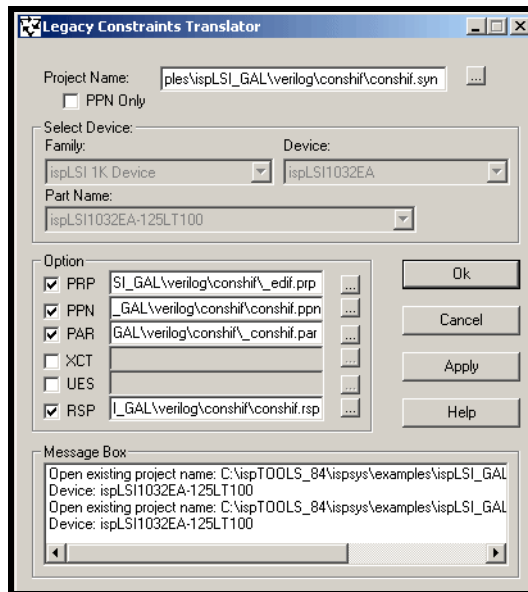 Legacy Constraints Translator
Project Name: ples\ispLSI_GAL\verilog\conshif\conshif.syn ...
PPN Only
Select Device:
Family: Device:
ispLSI 1K Device ispLSI1032EA
Part Name:
ispLSI1032EA-125LT100
Option
PRP SI_GAL\verilog\conshif\_edif.prp ...
PPN _GAL\verilog\conshif\conshif.ppn ...
PAR GAL\verilog\conshif\_conshif.par ...
XCT ...
UES ...
RSP I_GAL\verilog\conshif\conshif.rsp ...
Ok
Cancel
Apply
Help
Message Box
Open existing project name: C:\ispTOOLS_84\ispsys\examples\ispLSI_GAL
Device: ispLSI1032EA-125LT100
Open existing project name: C:\ispTOOLS_84\ispsys\examples\ispLSI_GAL
Device: ispLSI1032EA-125LT100